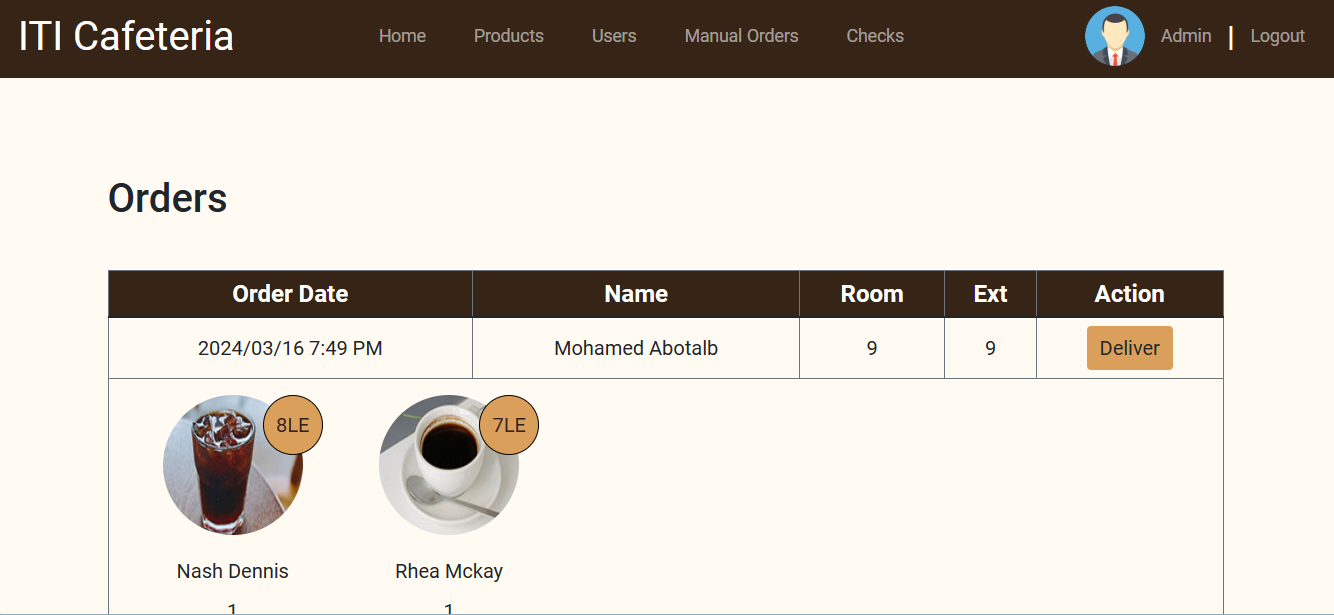 ITI Cafeteria Home Products Users Manual Orders Checks Admin | Logout
Orders
Order Date Name Room Ext Action
2024/03/16 7:49 PM Mohamed Abotalb 9 9 Deliver
8LE 7LE
Nash Dennis Rhea Mckay
1 1